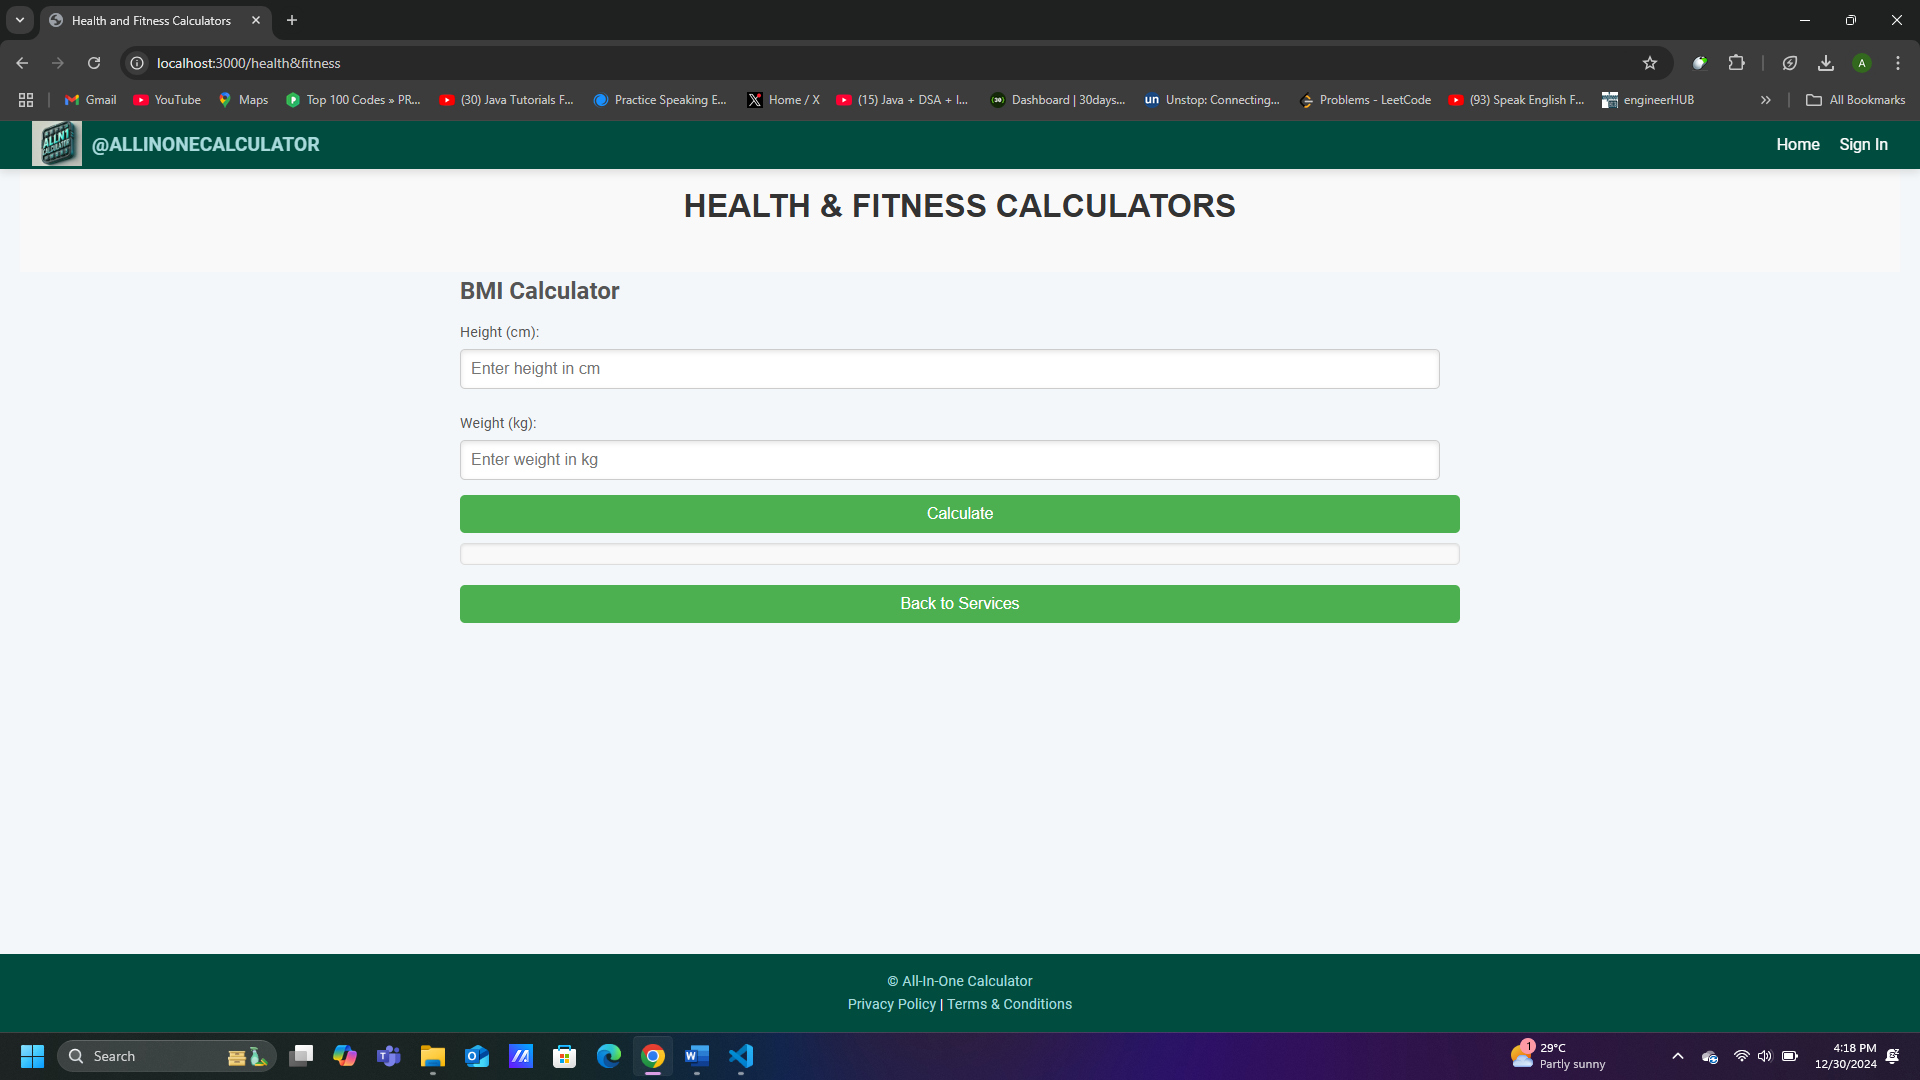 Health and Fitness Calculators
localhost:3000/health&fitness
A
Gmail YouTube Maps Top 100 Codes » PR... (30) Java Tutorials F... Practice Speaking E... Home / X (15) Java + DSA + I... Dashboard | 30days... Unstop: Connecting... Problems - LeetCode (93) Speak English F... engineerHUB All Bookmarks
ALLN1 CALCULATOR
@ALLINONECALCULATOR Home Sign In
HEALTH & FITNESS CALCULATORS
BMI Calculator
Height (cm):
Enter height in cm
Weight (kg):
Enter weight in kg
Calculate
Back to Services
© All-In-One Calculator
Privacy Policy | Terms & Conditions
Search
1 29°C
Partly sunny
4:18 PM
12/30/2024